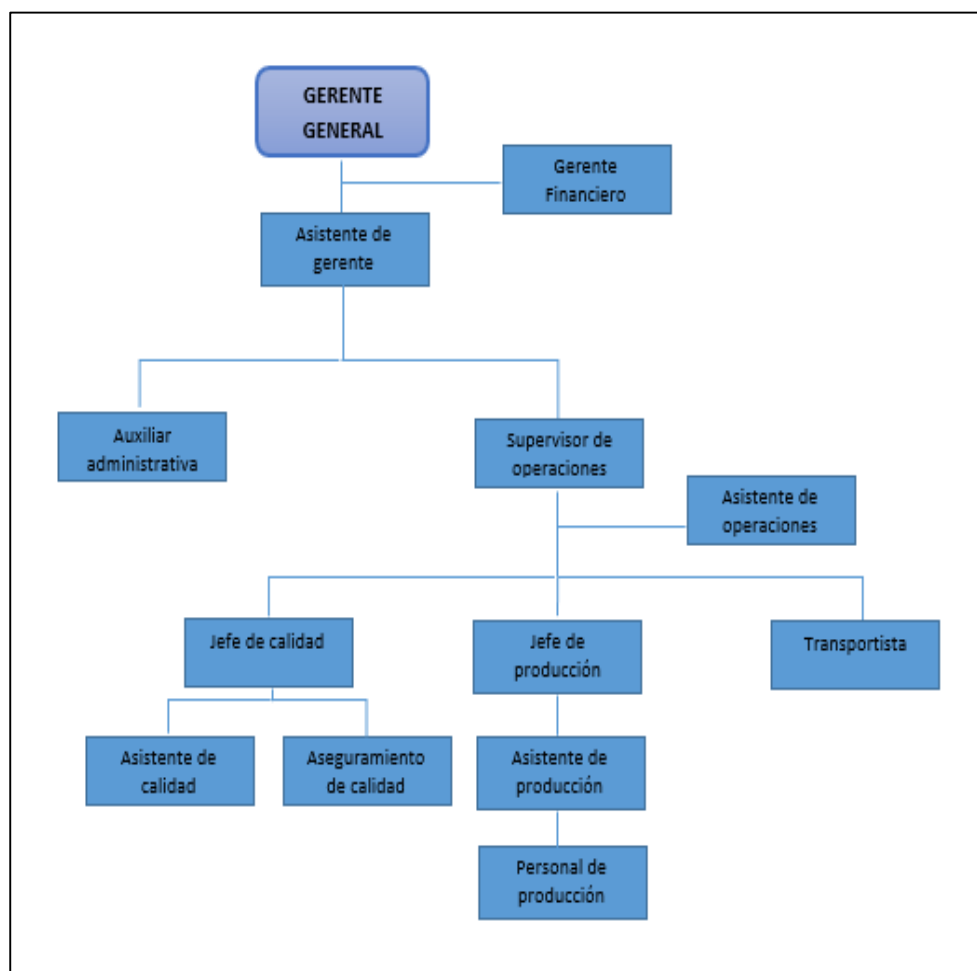 GERENTE
GENERAL
Gerente
Financiero
Asistente de
gerente
Auxiliar
administrativa
Supervisor de
operaciones
Asistente de
operaciones
Jefe de calidad
Jefe de
producción
Transportista
Asistente de
calidad
Aseguramiento
de calidad
Asistente de
producción
Personal de
producción